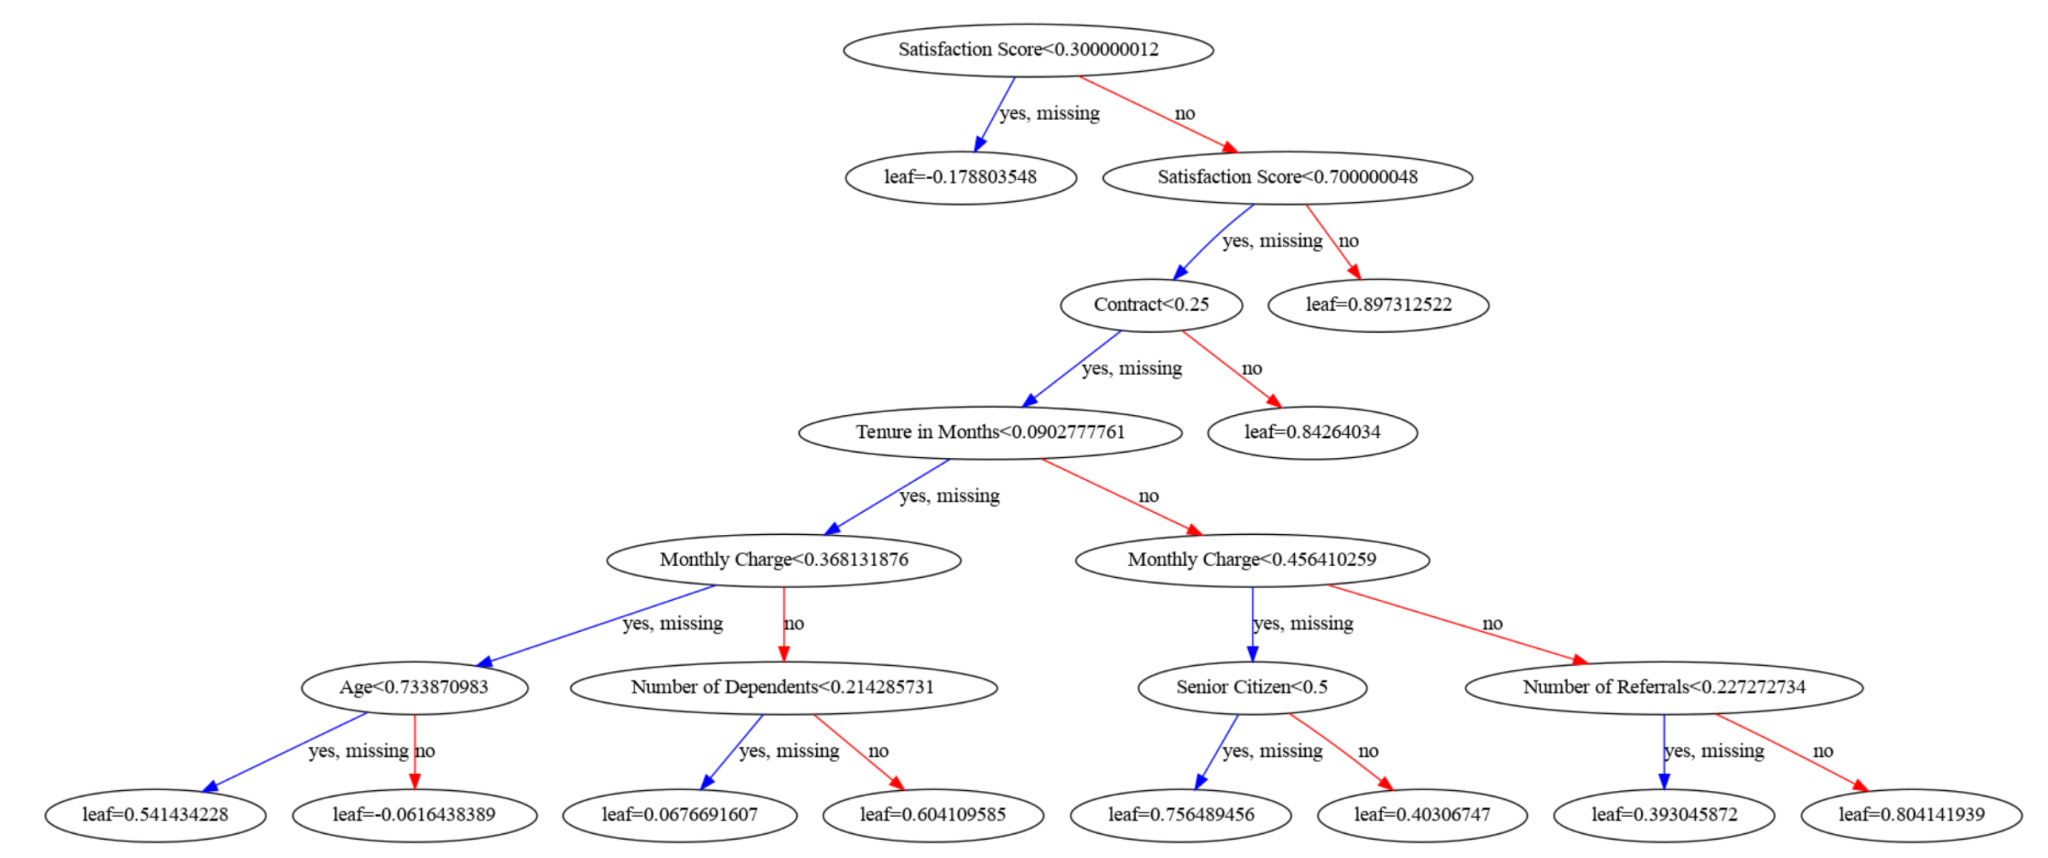 Satisfaction Score<0.300000012
yes, missing
no
leaf=-0.178803548
Satisfaction Score<0.700000048
yes, missing
no
Contract<0.25
leaf=0.897312522
yes, missing
no
Tenure in Months<0.0902777761
leaf=0.84264034
yes, missing
no
Monthly Charge<0.368131876
Monthly Charge<0.456410259
yes, missing
no
yes, missing
no
Age<0.733870983
Number of Dependents<0.214285731
Senior Citizen<0.5
Number of Referrals<0.227272734
yes, missing
no
yes, missing
no
yes, missing
no
yes, missing
no
leaf=0.541434228
leaf=-0.0616438389
leaf=0.0676691607
leaf=0.604109585
leaf=0.756489456
leaf=0.40306747
leaf=0.393045872
leaf=0.804141939